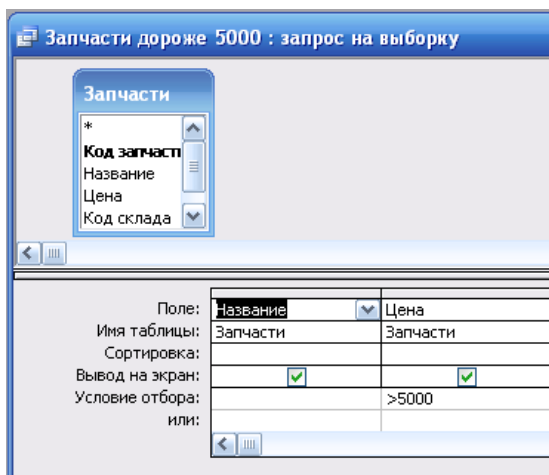 Запчасти дороже 5000 : запрос на выборку
Запчасти
*
Код запчаст
Название
Цена
Код склада
Поле: Название Цена
Имя таблицы: Запчасти Запчасти
Сортировка:
Вывод на экран:
Условие отбора: >5000
или: